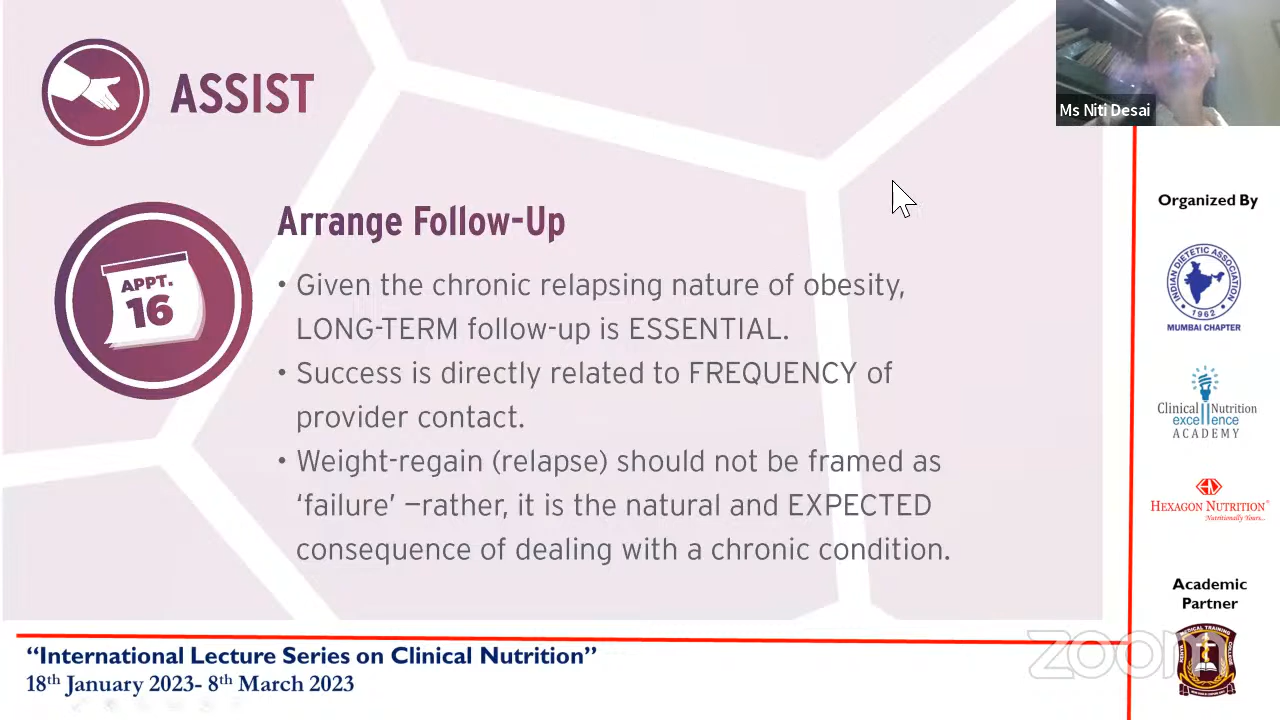 ASSIST
Ms Niti Desai
APPT.
16
Arrange Follow-Up
• Given the chronic relapsing nature of obesity,
LONG-TERM follow-up is ESSENTIAL.
• Success is directly related to FREQUENCY of
provider contact.
• Weight-regain (relapse) should not be framed as
‘failure’ —rather, it is the natural and EXPECTED
consequence of dealing with a chronic condition.
Organized By
INDIAN DIETETIC ASSOCIATION
1962
MUMBAI CHAPTER
Clinical Nutrition
excellence
ACADEMY
HEXAGON NUTRITION®
Nutritionally Yours...
Academic
Partner
MEDICAL TRAINING
“International Lecture Series on Clinical Nutrition”
18th January 2023- 8th March 2023
zoom